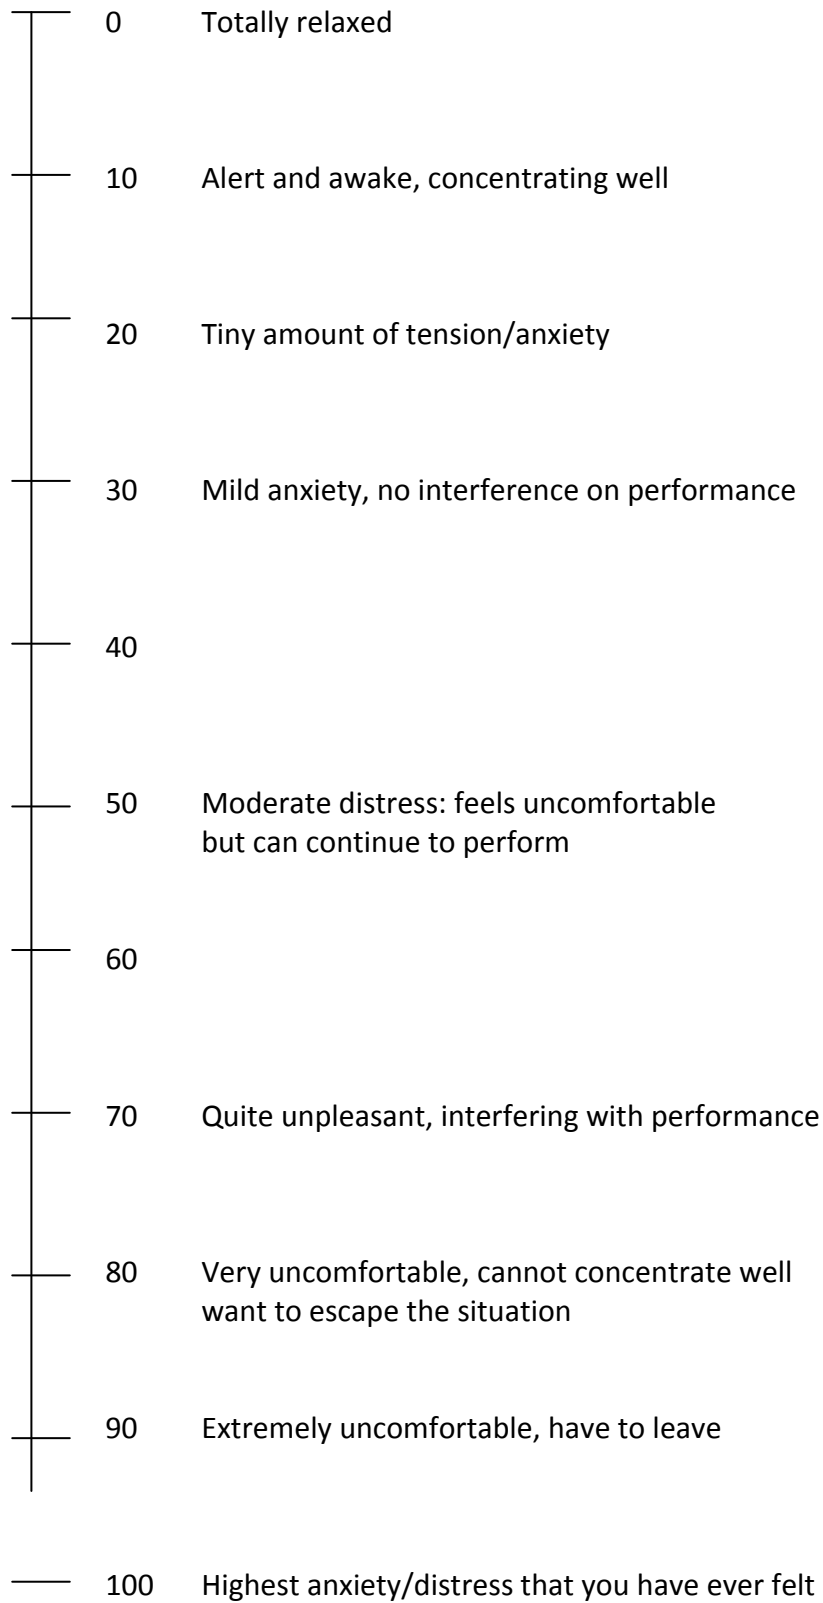 0 Totally relaxed
10 Alert and awake, concentrating well
20 Tiny amount of tension/anxiety
30 Mild anxiety, no interference on performance
40
50 Moderate distress: feels uncomfortable
but can continue to perform
60
70 Quite unpleasant, interfering with performance
80 Very uncomfortable, cannot concentrate well
want to escape the situation
90 Extremely uncomfortable, have to leave
100 Highest anxiety/distress that you have ever felt